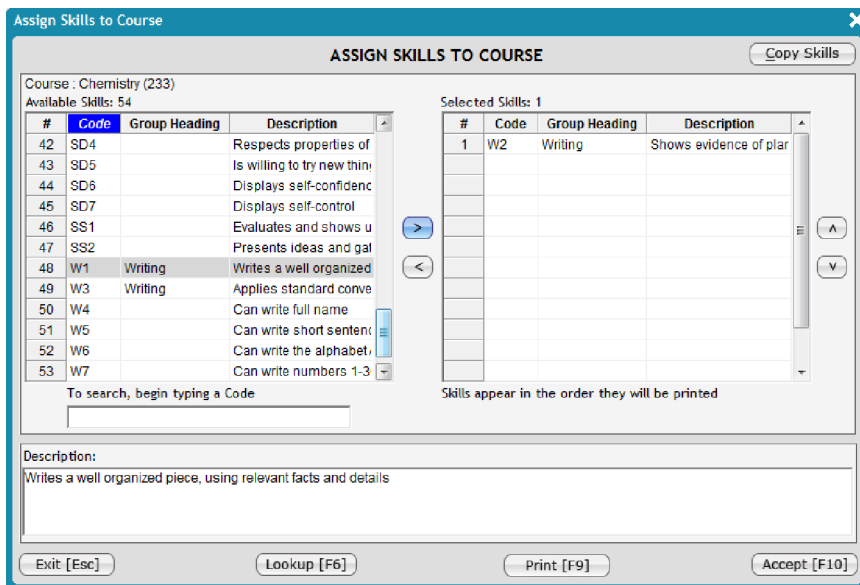 Assign Skills to Course
ASSIGN SKILLS TO COURSE
Copy Skills
Course : Chemistry (233)
Available Skills: 54
# Code Group Heading Description
42 SD4 Respects properties of
43 SD5 Is willing to try new thing
44 SD6 Displays self-confidenc
45 SD7 Displays self-control
46 SS1 Evaluates and shows u
47 SS2 Presents ideas and gat
48 W1 Writing Writes a well organized
49 W3 Writing Applies standard conve
50 W4 Can write full name
51 W5 Can write short sentenc
52 W6 Can write the alphabet
53 W7 Can write numbers 1-3
To search, begin typing a Code
>
<
Selected Skills: 1
# Code Group Heading Description
1 W2 Writing Shows evidence of plan
Skills appear in the order they will be printed
Description:
Writes a well organized piece, using relevant facts and details
Exit [Esc] Lookup [F6] Print [F9] Accept [F10]